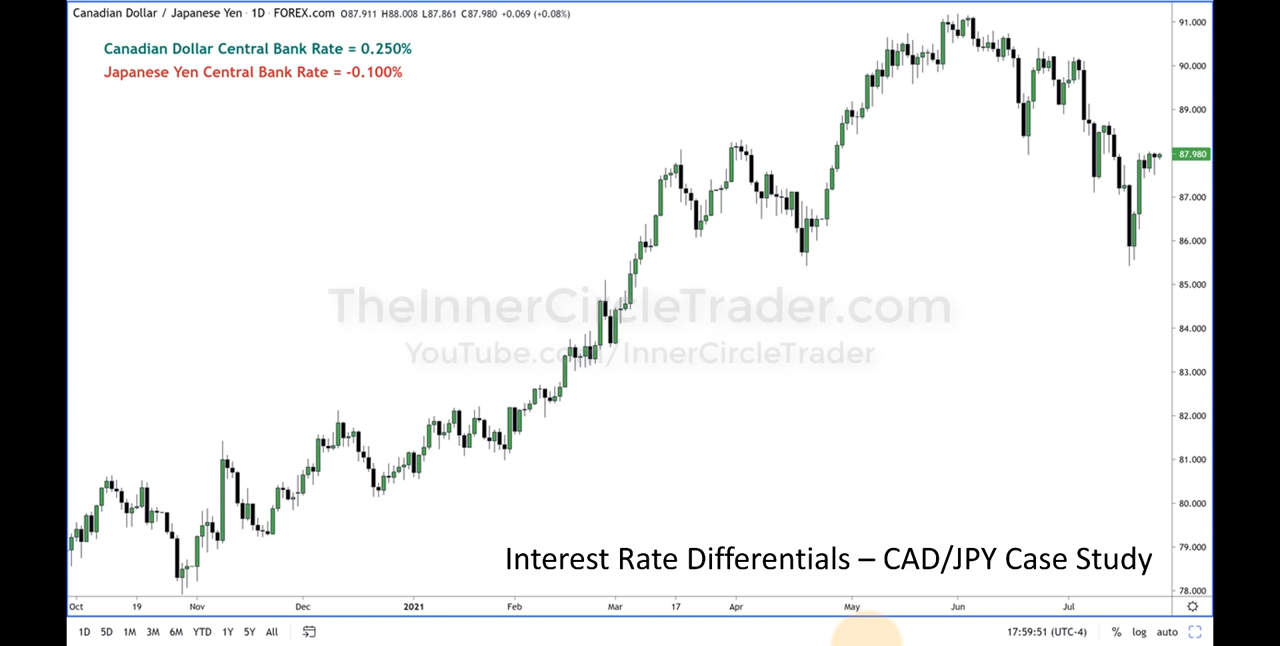 Canadian Dollar / Japanese Yen · 1D · FOREX.com O87.911 H88.008 L87.861 C87.980 +0.069 (+0.08%)
Canadian Dollar Central Bank Rate = 0.250%
Japanese Yen Central Bank Rate = -0.100%
91.000
90.000
89.000
87.980
87.000
86.000
85.000
84.000
83.000
82.000
81.000
80.000
79.000
78.000
TheInnerCircleTrader.com
YouTube.com/InnerCircleTrader
Interest Rate Differentials – CAD/JPY Case Study
Oct 19 Nov Dec 2021 Feb Mar 17 Apr May Jun Jul
1D 5D 1M 3M 6M YTD 1Y 5Y All 17:59:51 (UTC-4) % log auto